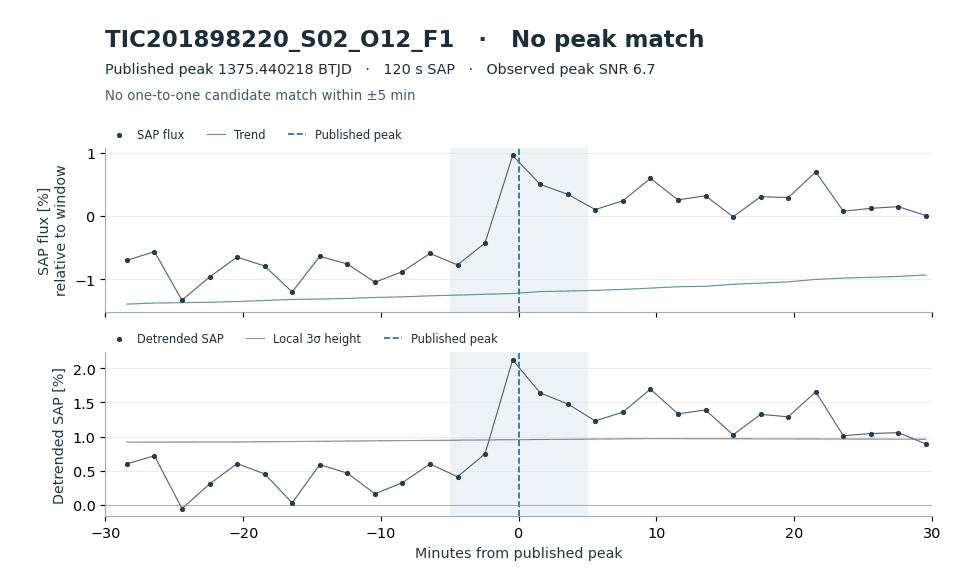 TIC201898220_S02_O12_F1 · No peak match
Published peak 1375.440218 BTJD · 120 s SAP · Observed peak SNR 6.7
No one-to-one candidate match within ±5 min
SAP flux Trend Published peak
SAP flux [%]
relative to window
1
0
−1
Detrended SAP Local 3σ height Published peak
Detrended SAP [%]
2.0
1.5
1.0
0.5
0.0
−30 −20 −10 0 10 20 30
Minutes from published peak